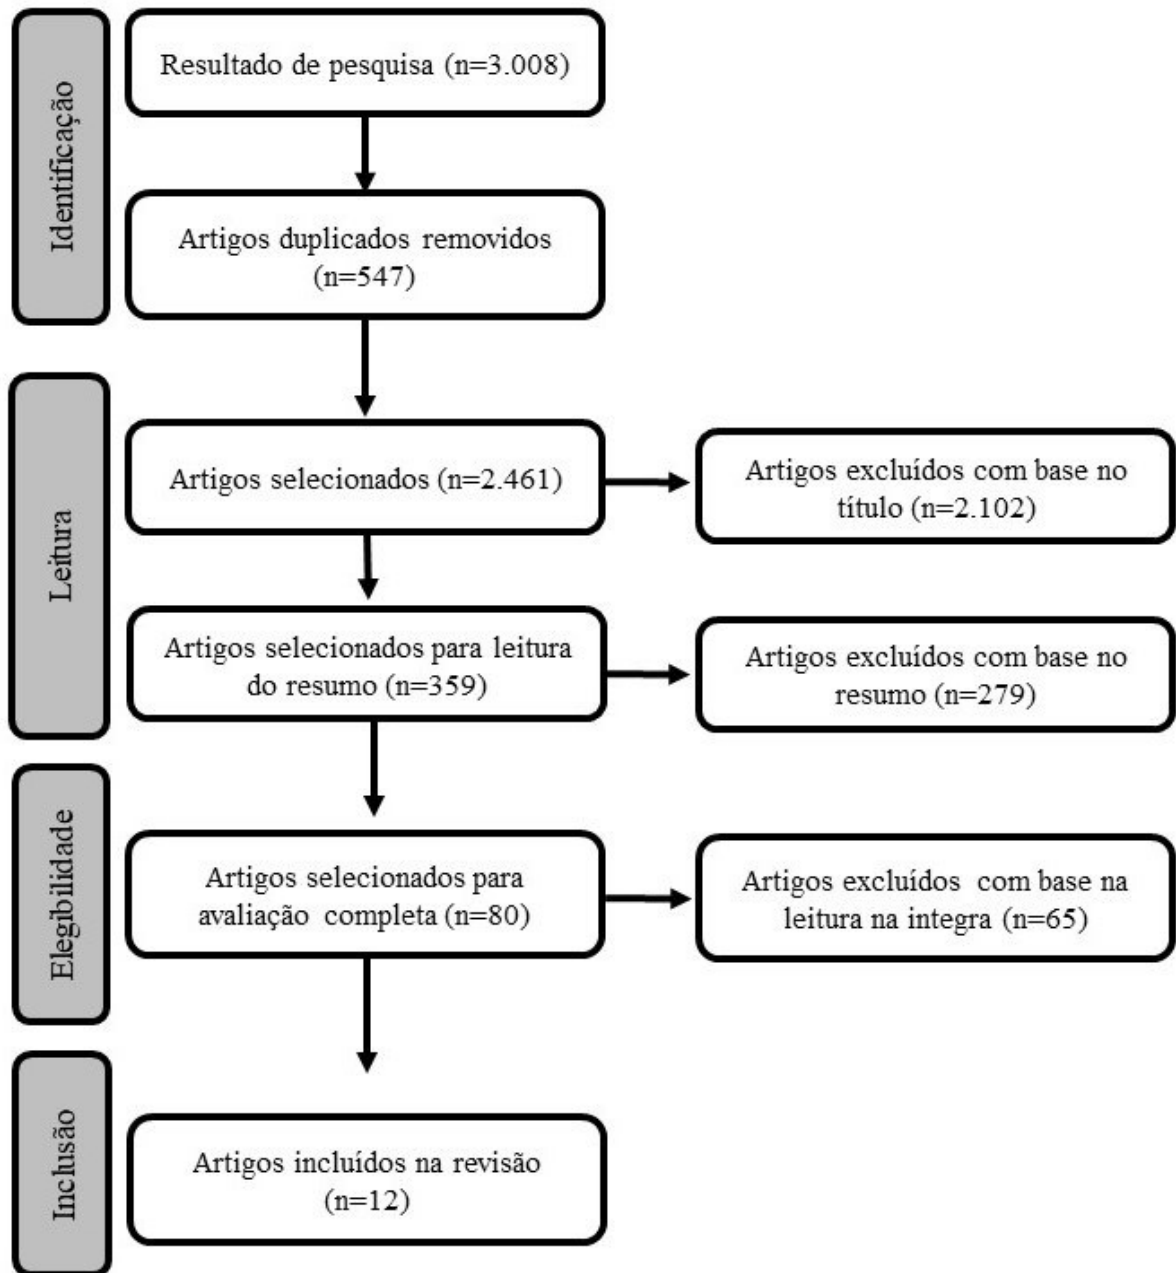 Identificação
Resultado de pesquisa (n=3.008)
Artigos duplicados removidos
(n=547)
Leitura
Artigos selecionados (n=2.461)
Artigos excluídos com base no
título (n=2.102)
Artigos selecionados para leitura
do resumo (n=359)
Artigos excluídos com base no
resumo (n=279)
Elegibilidade
Artigos selecionados para
avaliação completa (n=80)
Artigos excluídos com base na
leitura na integra (n=65)
Inclusão
Artigos incluídos na revisão
(n=12)